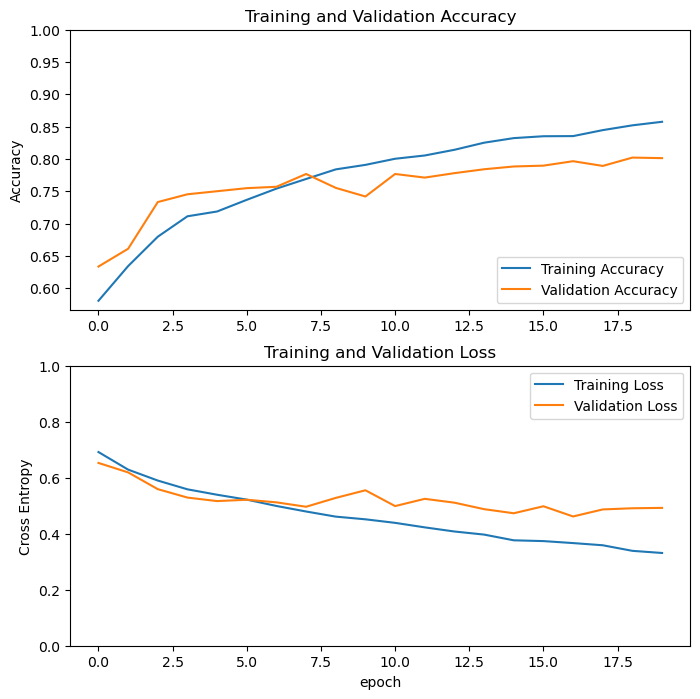 Training and Validation Accuracy
1.00
0.95
0.90
0.85
0.80
0.75
0.70
0.65
0.60
Accuracy
Training Accuracy
Validation Accuracy
0.0 2.5 5.0 7.5 10.0 12.5 15.0 17.5
Training and Validation Loss
1.0
0.8
0.6
0.4
0.2
0.0
Cross Entropy
Training Loss
Validation Loss
0.0 2.5 5.0 7.5 10.0 12.5 15.0 17.5
epoch